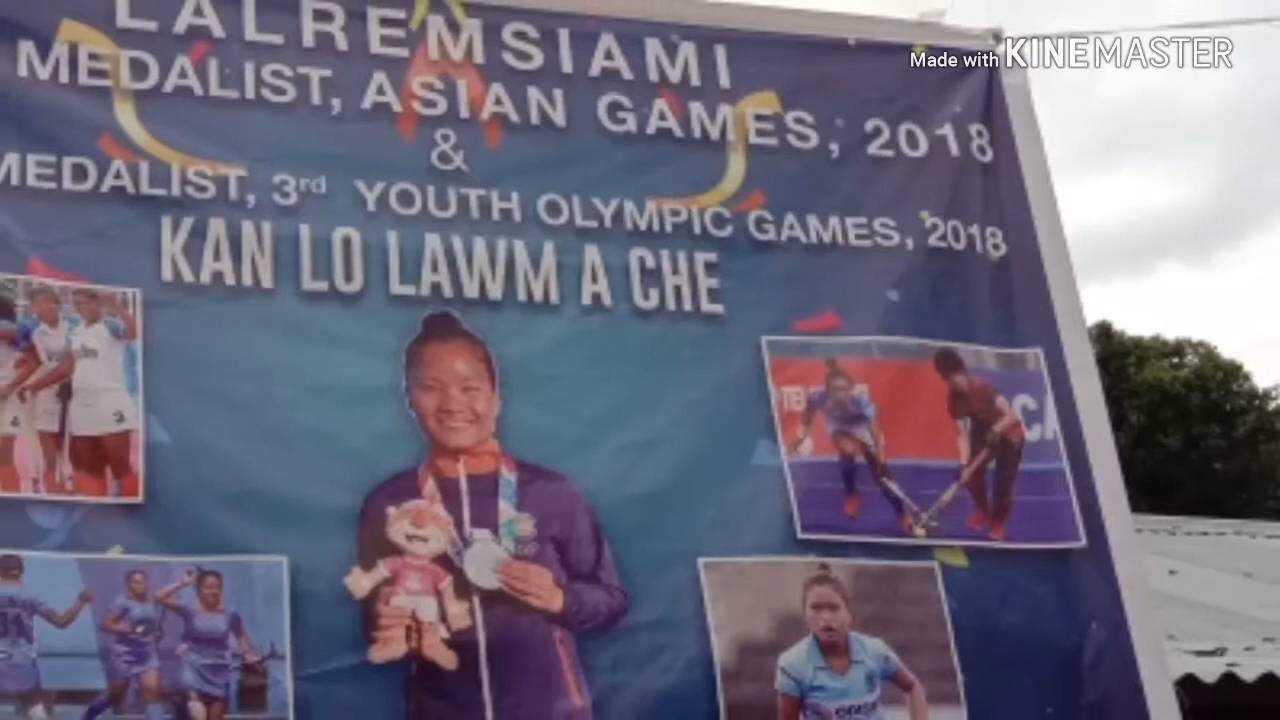 LALREMSIAMI
Made with KINEMASTER
MEDALIST, ASIAN GAMES, 2018
&
MEDALIST, 3rd YOUTH OLYMPIC GAMES, 2018
KAN LO LAWM A CHE